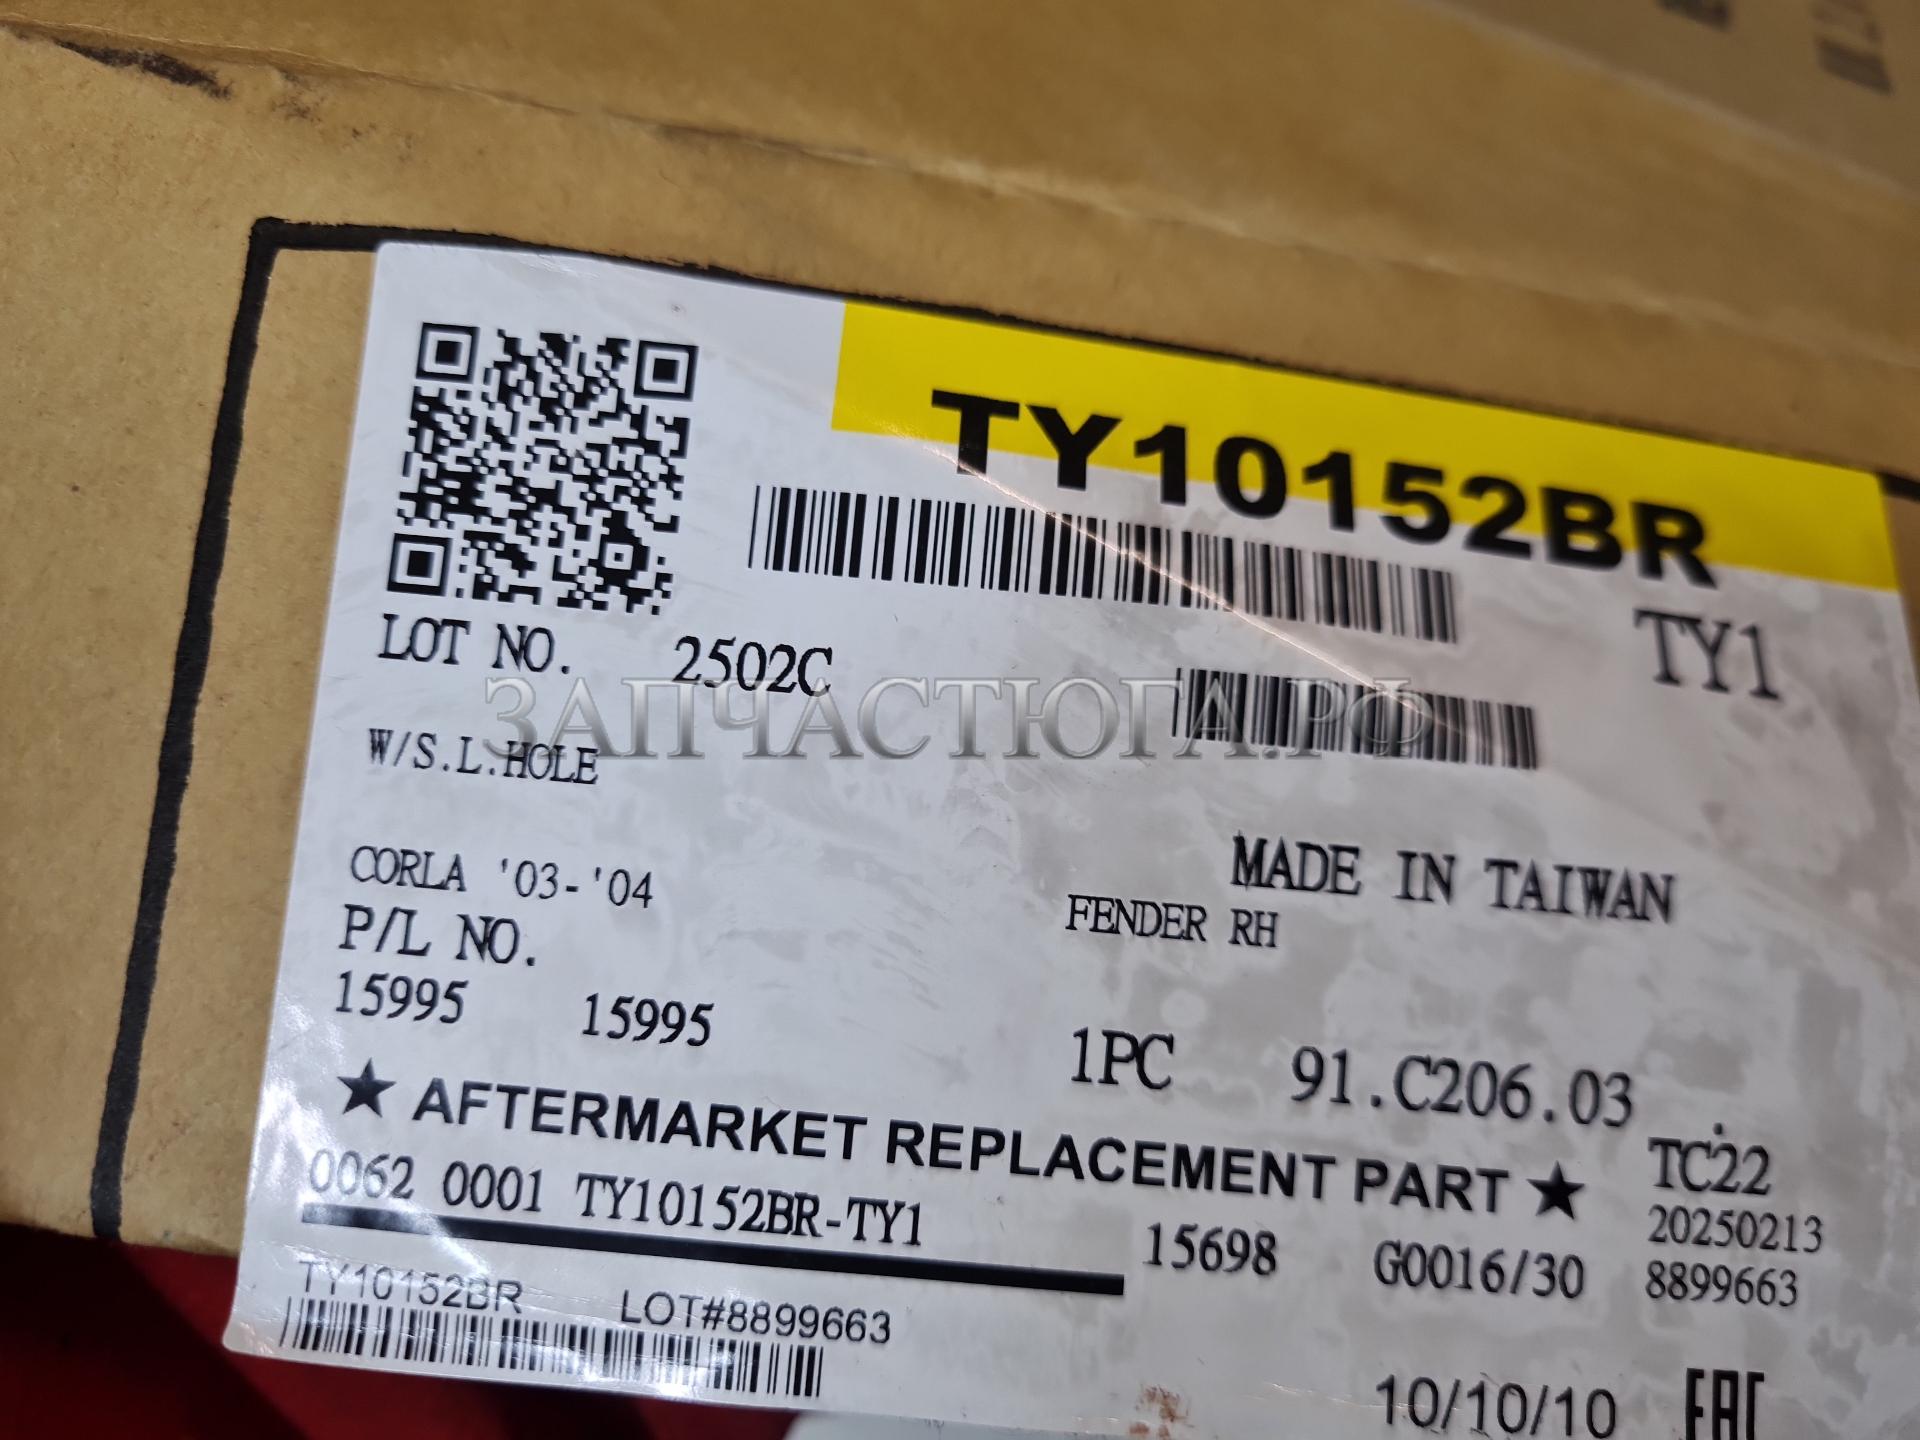 TY10152BR
TY1
LOT NO. 2502C
ЗАПЧАСТЮГА.РФ
W/S.L.HOLE
MADE IN TAIWAN
CORLA '03-'04
FENDER RH
P/L NO.
15995 15995
1PC 91.C206.03
★ AFTERMARKET REPLACEMENT PART ★
TC22
0062 0001 TY10152BR-TY1
15698 G0016/30
20250213
8899663
TY10152BR LOT#8899663
10/10/10
EAC